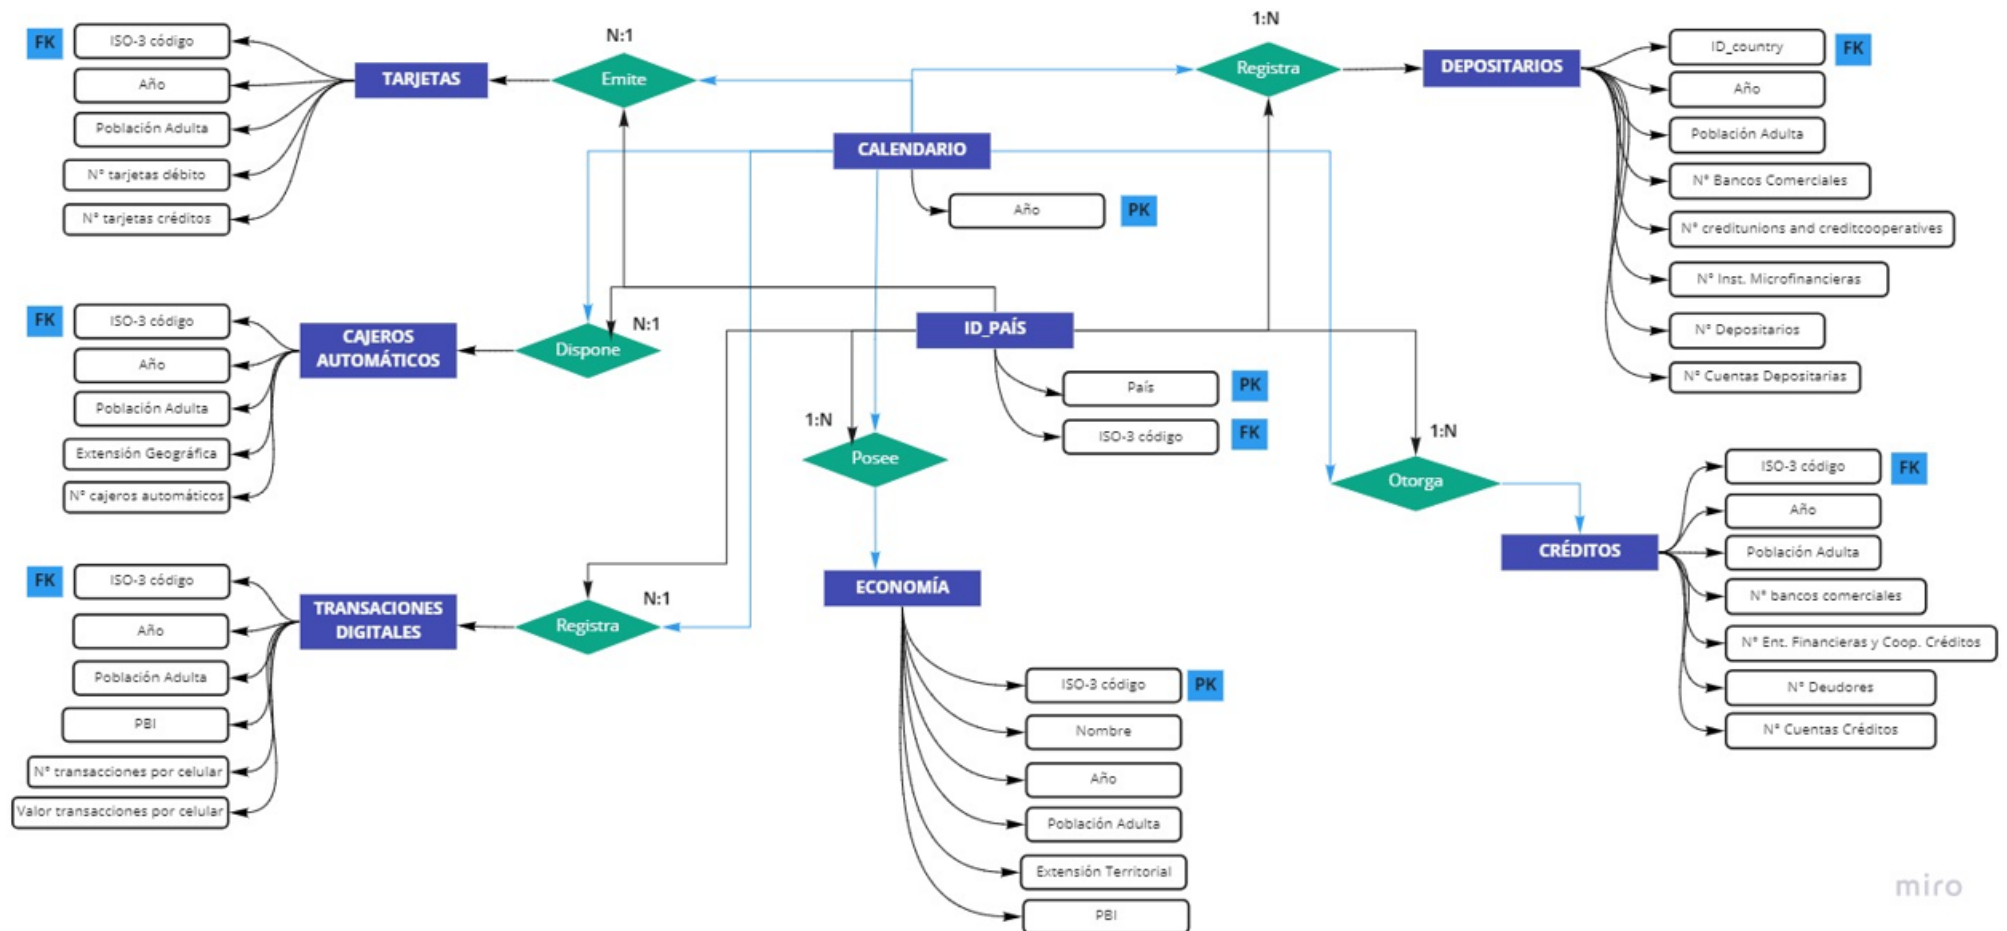 N:1
1:N
FK
ISO-3 código
TARJETAS
Emite
Año
Población Adulta
N° tarjetas débito
N° tarjetas créditos
Registra
DEPOSITARIOS
ID_country
FK
Año
Población Adulta
N° Bancos Comerciales
N° creditunions and creditcooperatives
N° Inst. Microfinancieras
N° Depositarios
N° Cuentas Depositarias
CALENDARIO
Año
PK
FK
ISO-3 código
CAJEROS
AUTOMÁTICOS
Año
Población Adulta
Extensión Geográfica
N° cajeros automáticos
N:1
Dispone
ID_PAÍS
País
PK
ISO-3 código
FK
1:N
Posee
1:N
Otorga
ISO-3 código
FK
CRÉDITOS
Año
Población Adulta
N° bancos comerciales
N° Ent. Financieras y Coop. Créditos
N° Deudores
N° Cuentas Créditos
FK
ISO-3 código
TRANSACIONES
DIGITALES
Año
Población Adulta
PBI
N° transacciones por celular
Valor transacciones por celular
N:1
Registra
ECONOMÍA
ISO-3 código
PK
Nombre
Año
Población Adulta
Extensión Territorial
PBI
miro